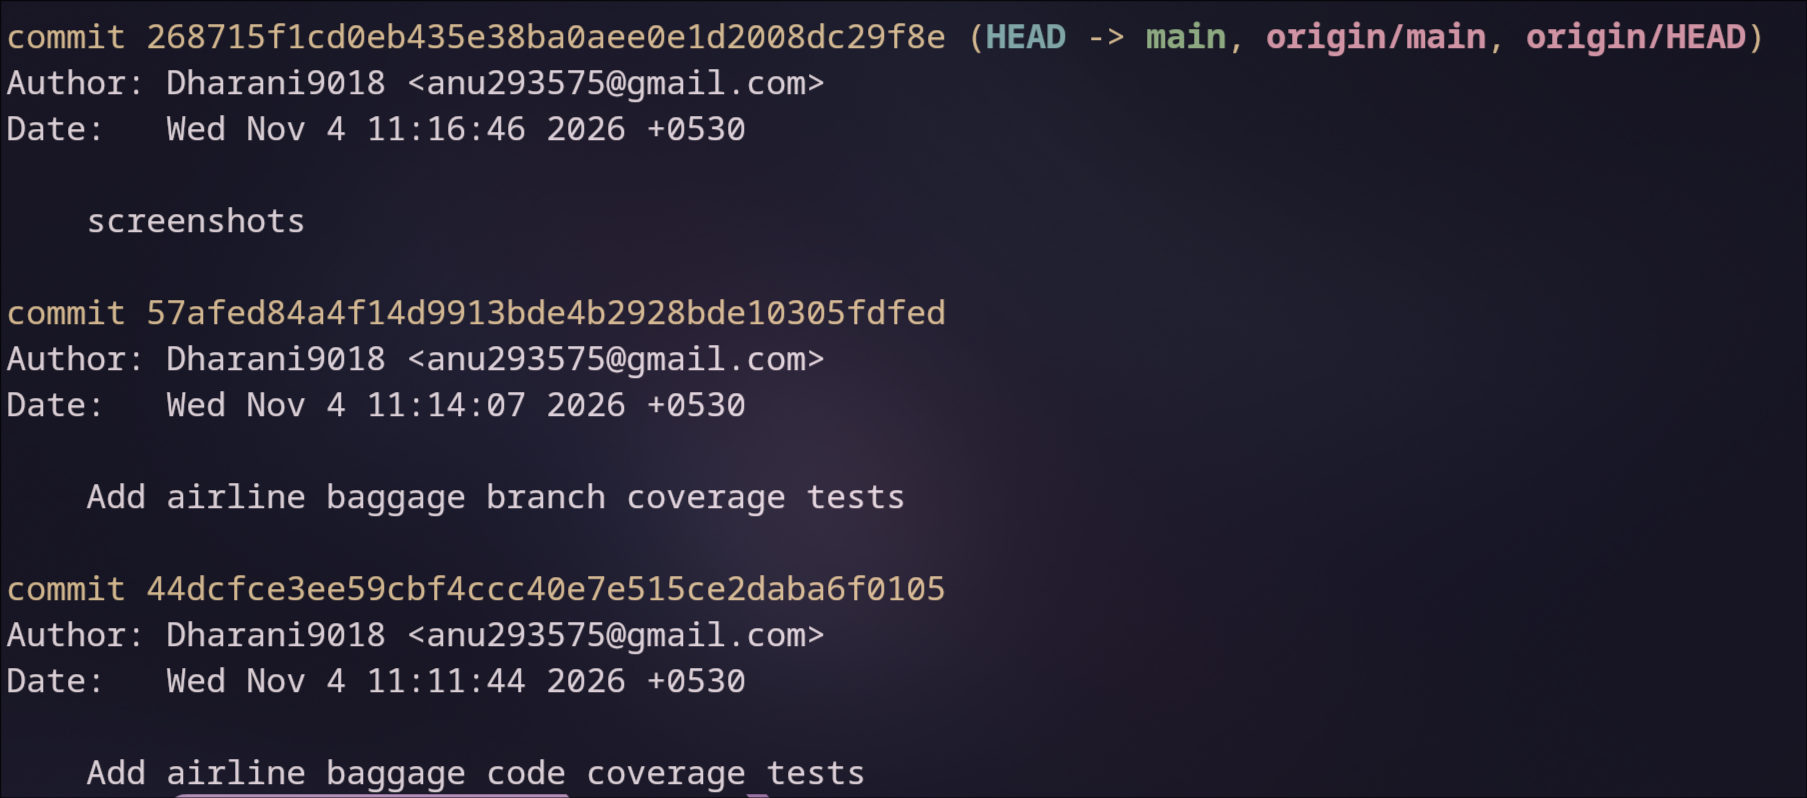 commit 268715f1cd0eb435e38ba0aee0e1d2008dc29f8e (HEAD -> main, origin/main, origin/HEAD)
Author: Dharani9018 <anu293575@gmail.com>
Date:   Wed Nov 4 11:16:46 2026 +0530
screenshots
commit 57afed84a4f14d9913bde4b2928bde10305fdfed
Author: Dharani9018 <anu293575@gmail.com>
Date:   Wed Nov 4 11:14:07 2026 +0530
Add airline baggage branch coverage tests
commit 44dcfce3ee59cbf4ccc40e7e515ce2daba6f0105
Author: Dharani9018 <anu293575@gmail.com>
Date:   Wed Nov 4 11:11:44 2026 +0530
Add airline baggage code coverage tests